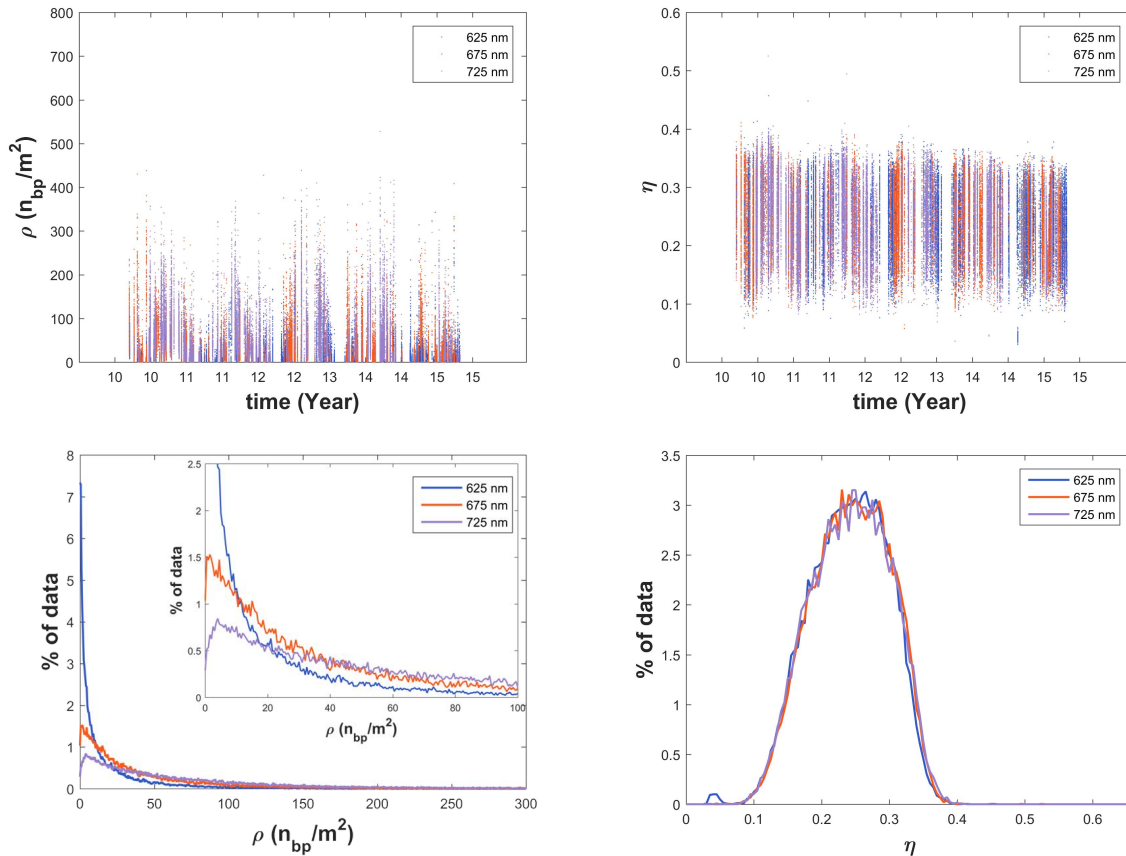 800
700
600
500
400
300
200
100
0
ρ (n_bp/m²)
625 nm
675 nm
725 nm
10 10 11 11 12 12 13 14 14 15 15
time (Year)
0.6
0.5
0.4
0.3
0.2
0.1
0
η
625 nm
675 nm
725 nm
10 10 11 11 12 12 13 14 14 15 15
time (Year)
8
7
6
5
4
3
2
1
0
% of data
0 50 100 150 200 250 300
ρ (n_bp/m²)
2.5
2
1.5
1
0.5
0
% of data
0 20 40 60 80 100
ρ (n_bp/m²)
625 nm
675 nm
725 nm
3.5
3
2.5
2
1.5
1
0.5
0
% of data
625 nm
675 nm
725 nm
0 0.1 0.2 0.3 0.4 0.5 0.6
η